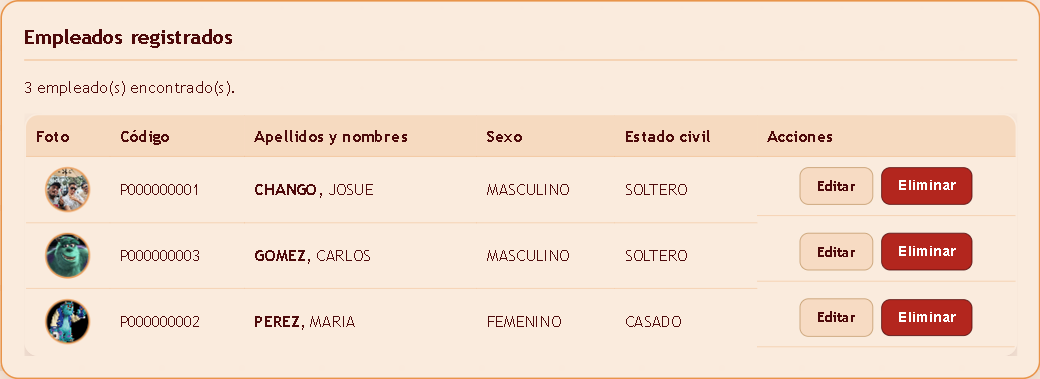 Empleados registrados
3 empleado(s) encontrado(s).
Foto Código Apellidos y nombres Sexo Estado civil Acciones
P000000001 CHANGO, JOSUE MASCULINO SOLTERO Editar Eliminar
P000000003 GOMEZ, CARLOS MASCULINO SOLTERO Editar Eliminar
P000000002 PEREZ, MARIA FEMENINO CASADO Editar Eliminar